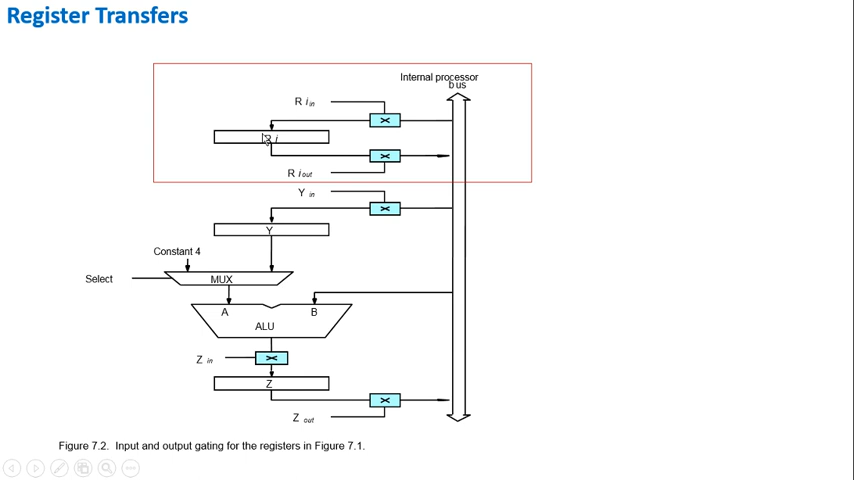 Register Transfers
Internal processor
bus
R i in
R i
R i out
Y in
Y
Constant 4
Select
MUX
A
B
ALU
Z in
Z
Z out
Figure 7.2. Input and output gating for the registers in Figure 7.1.